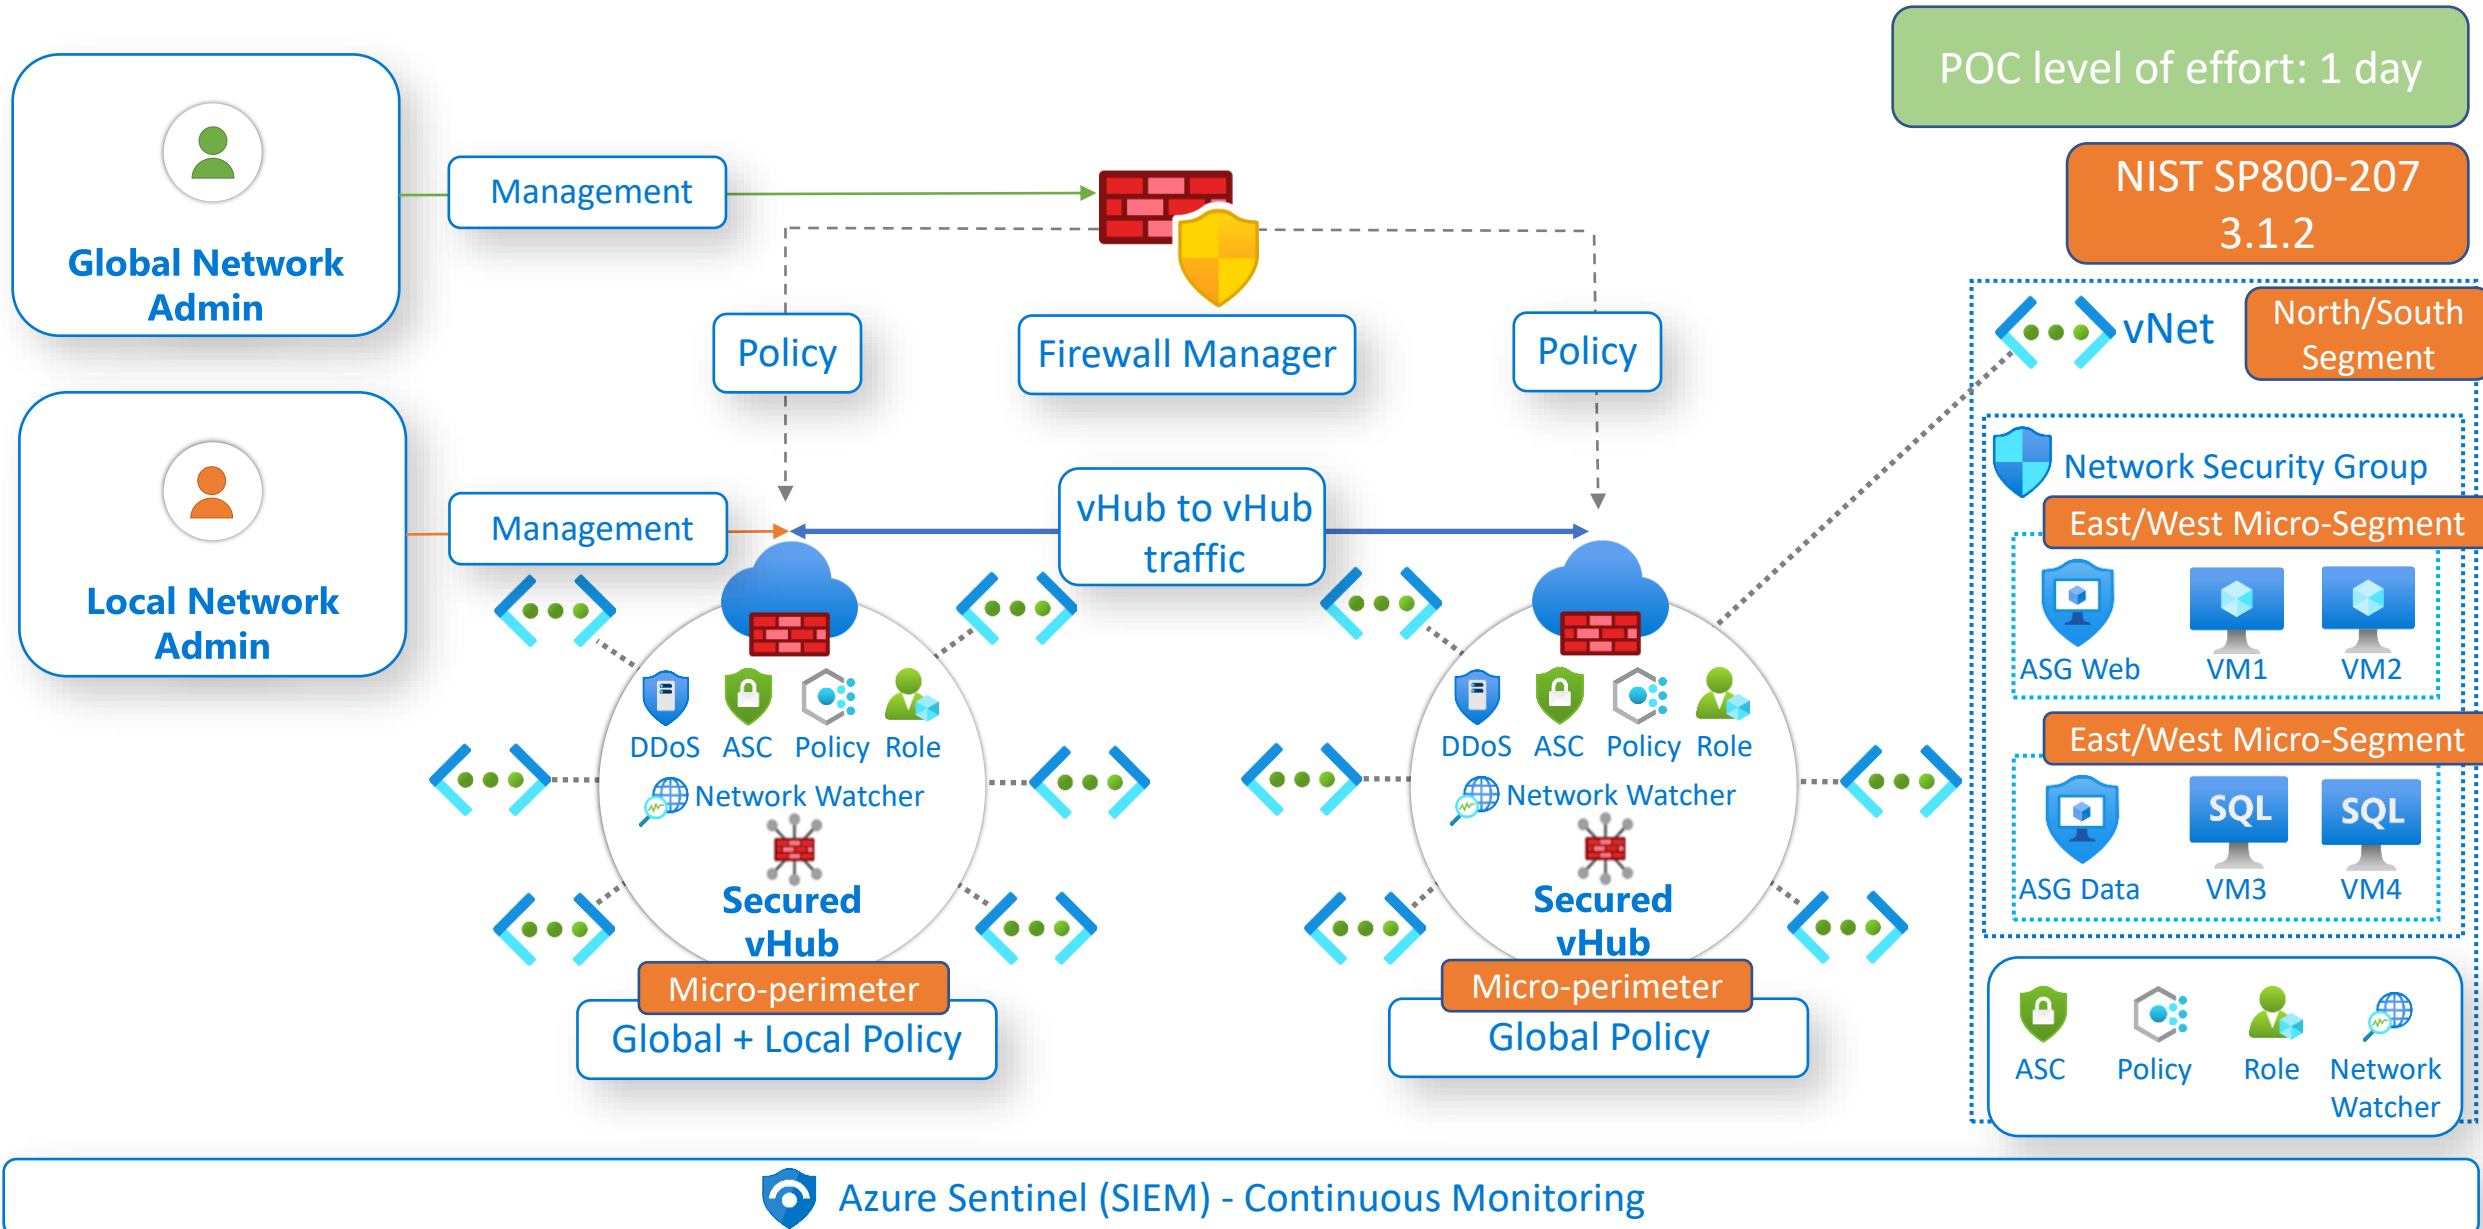 POC level of effort: 1 day
NIST SP800-207
3.1.2
Global Network
Admin
Management
Policy
Firewall Manager
Policy
Local Network
Admin
Management
vHub to vHub
traffic
DDoS ASC Policy Role
Network Watcher
Secured
vHub
Micro-perimeter
Global + Local Policy
DDoS ASC Policy Role
Network Watcher
Secured
vHub
Micro-perimeter
Global Policy
vNet
North/South
Segment
Network Security Group
East/West Micro-Segment
ASG Web VM1 VM2
East/West Micro-Segment
SQL SQL
ASG Data VM3 VM4
ASC Policy Role Network
Watcher
Azure Sentinel (SIEM) - Continuous Monitoring